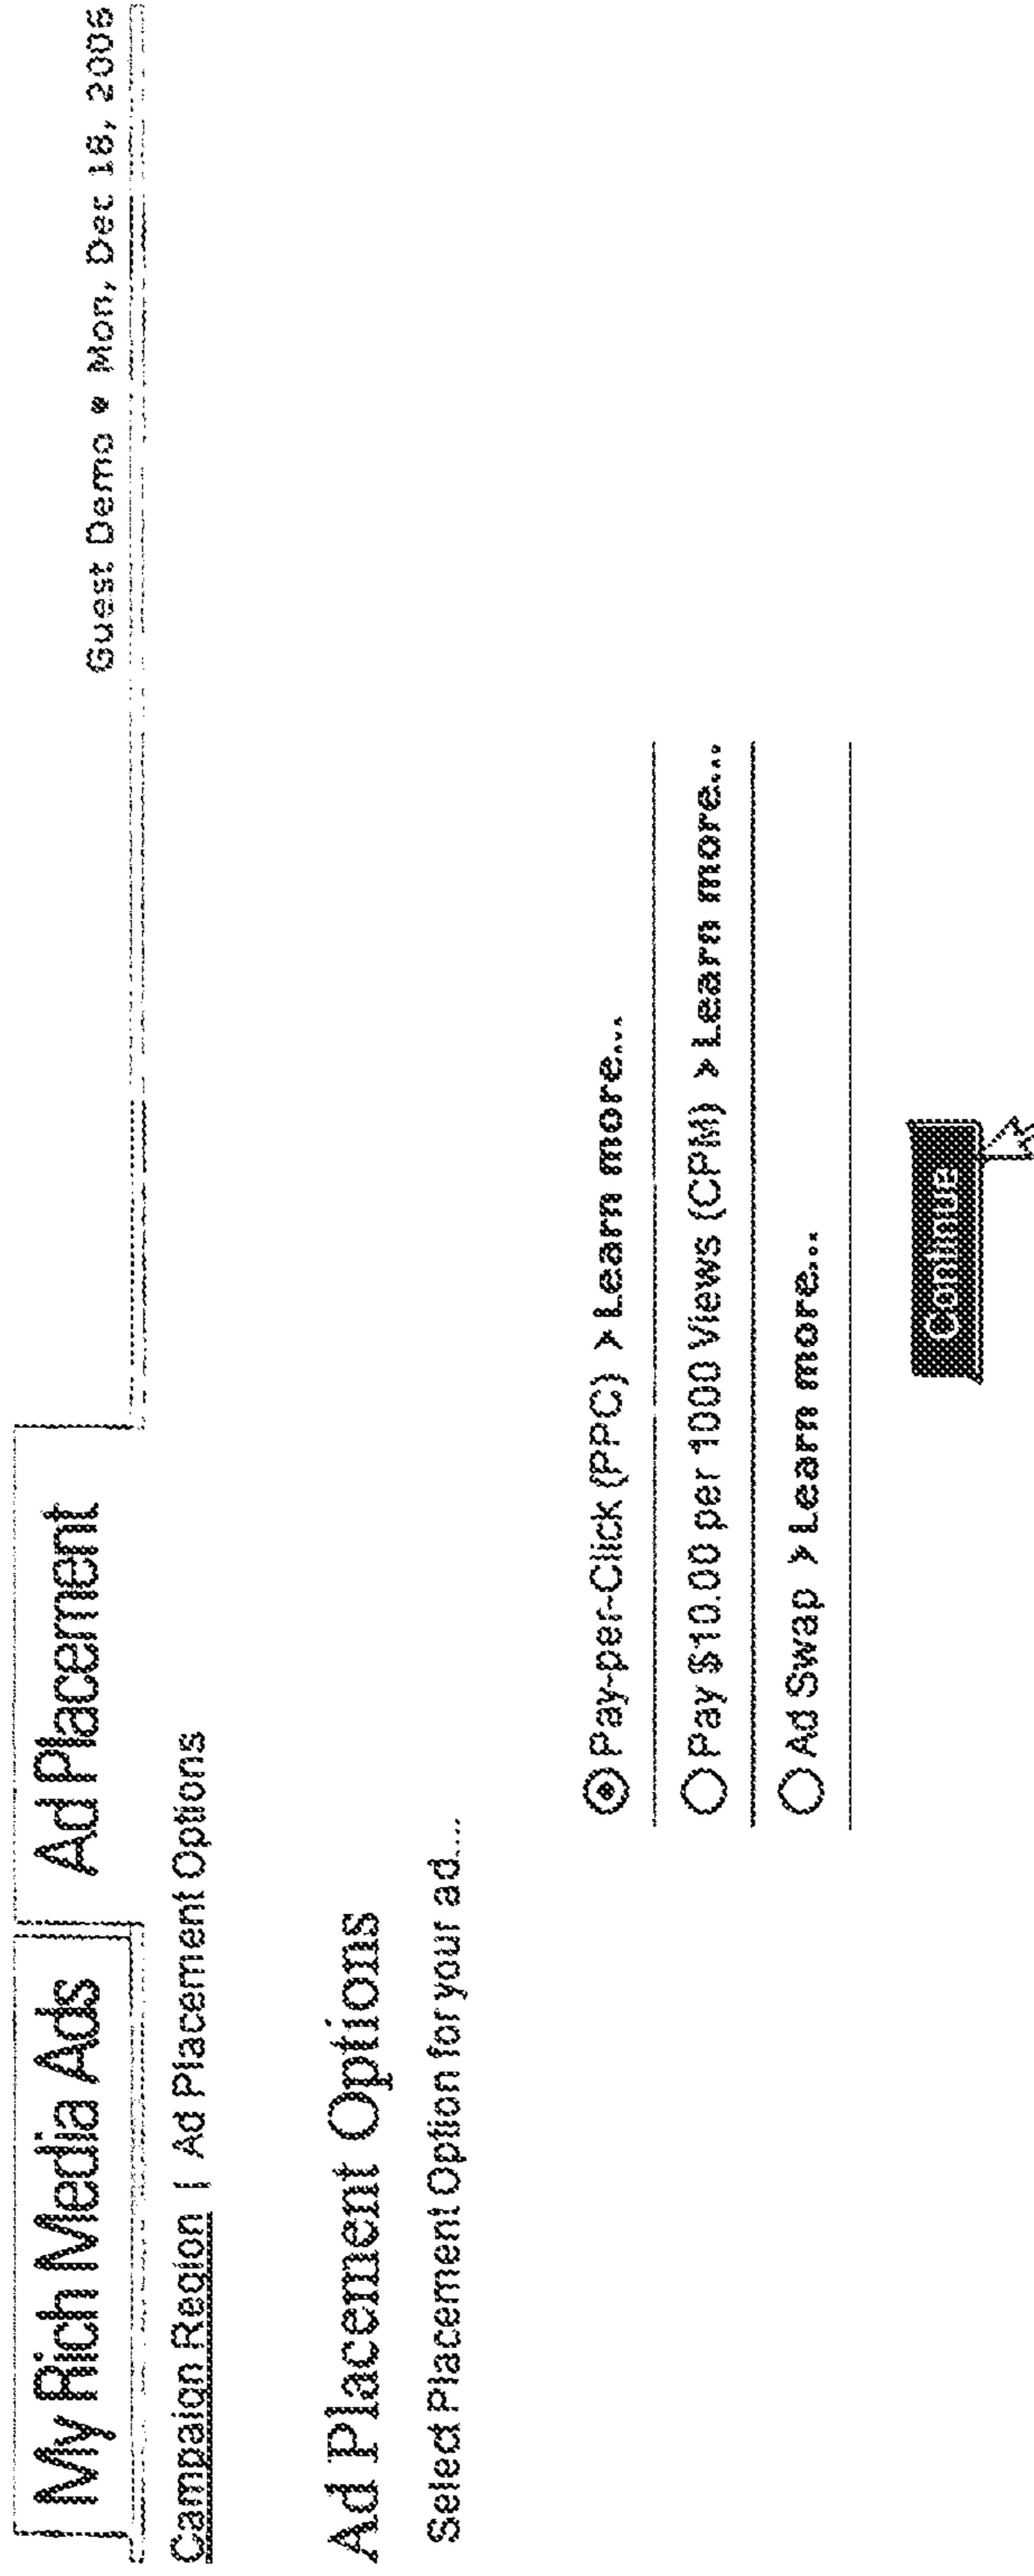 Guest Demo • Mon, Dec 18, 2006
My Rich Media Ads Ad Placement
Campaign Region | Ad Placement Options
Ad Placement Options
Select Placement Option for your ad....
Pay-per-Click (PPC) > Learn more...
Pay $10.00 per 1000 Views (CPM) > Learn more...
Ad Swap > Learn more...
Continue